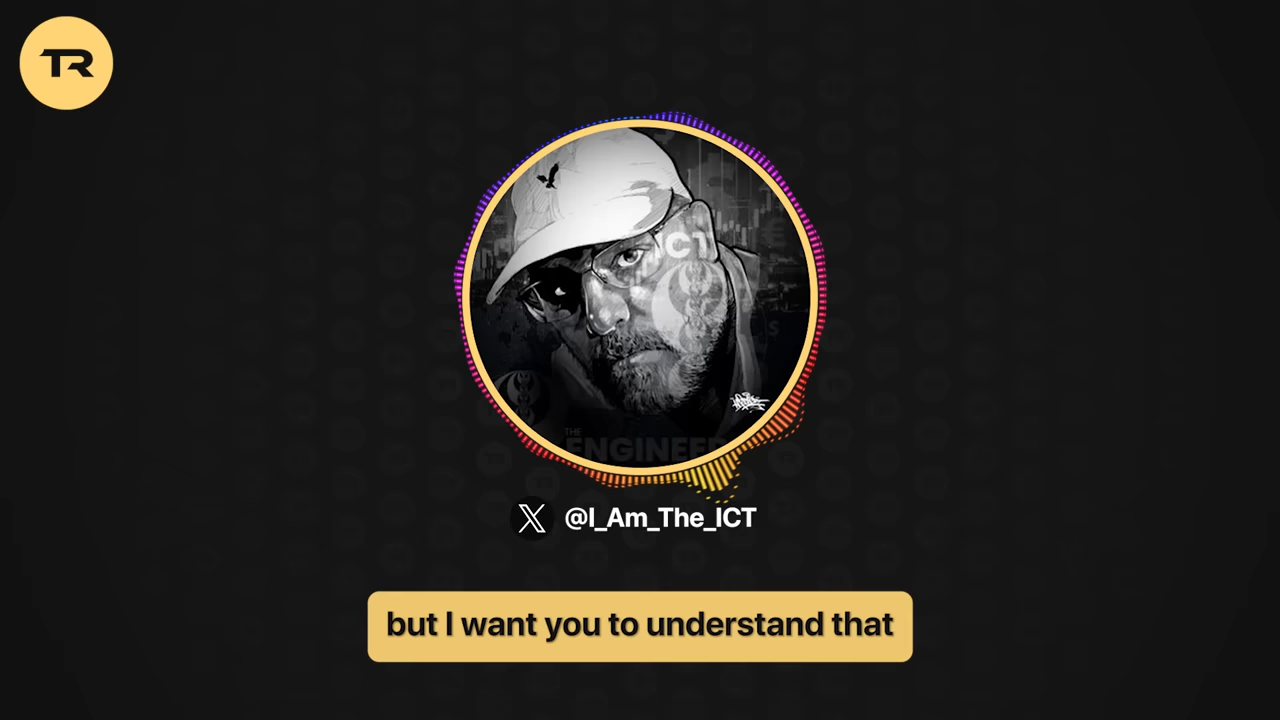 TR
ICT
THE
ENGINEER
@I_Am_The_ICT
but I want you to understand that